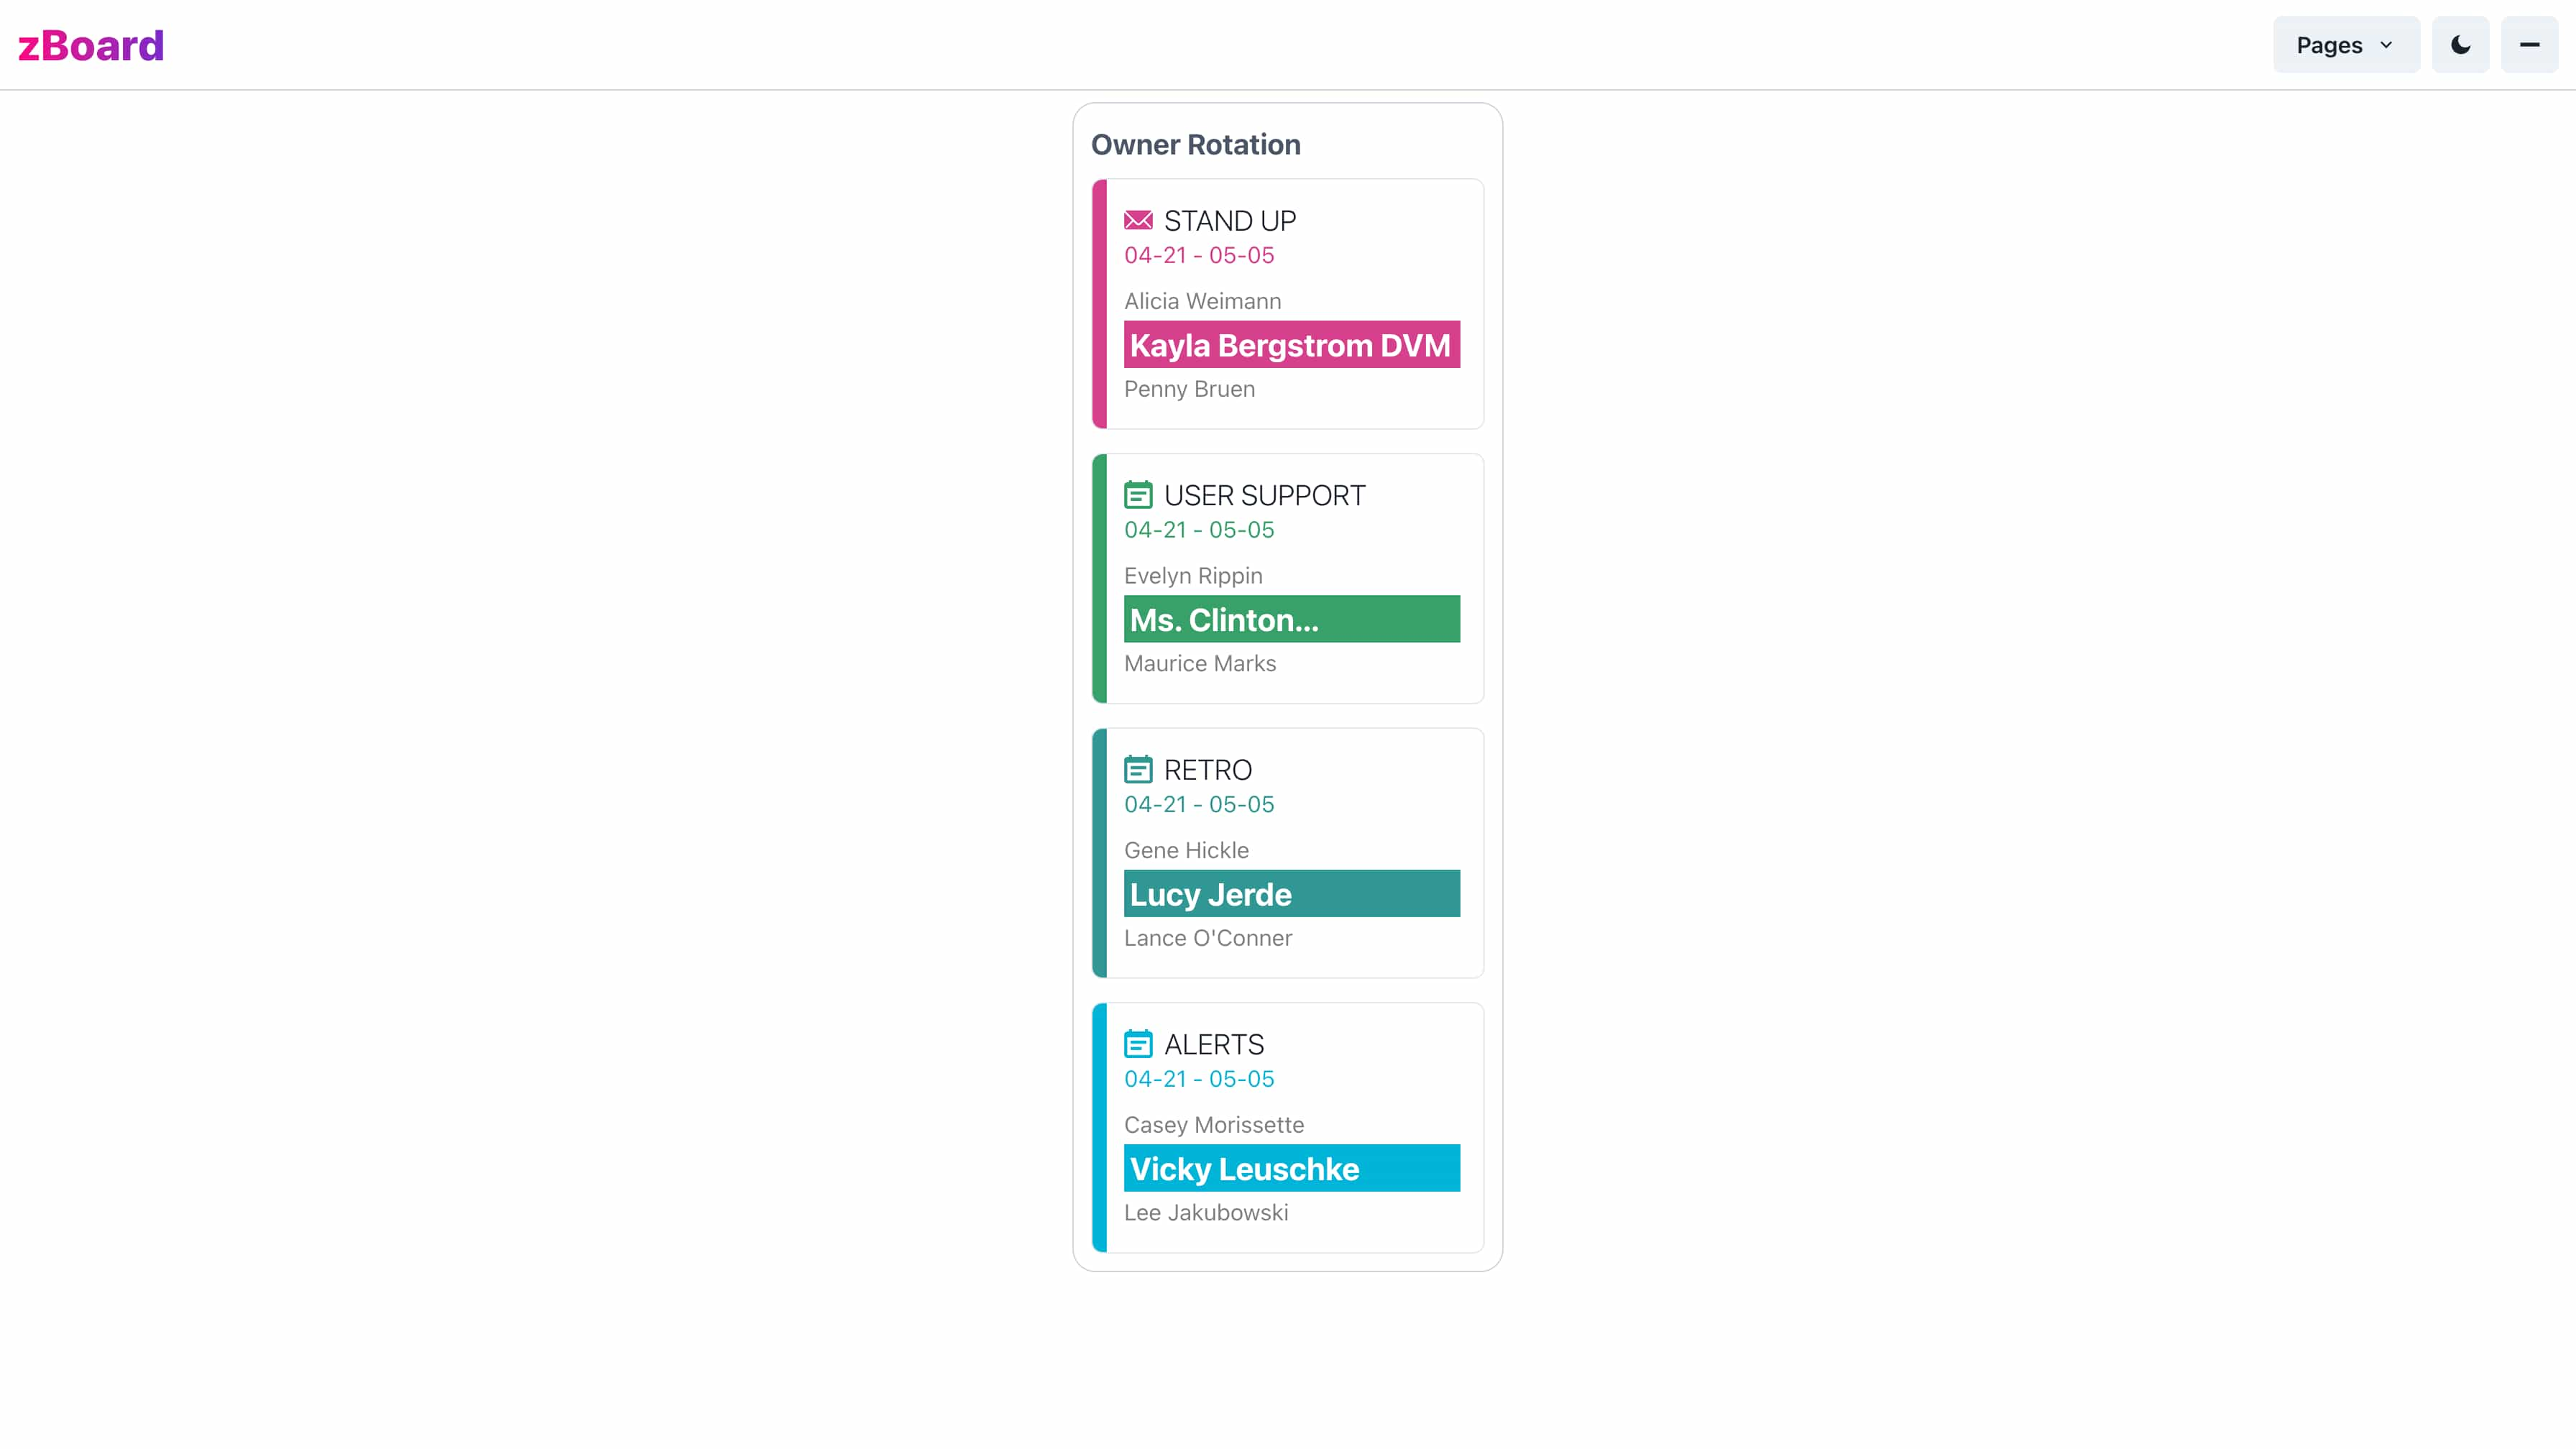 zBoard
Pages
Owner Rotation
STAND UP
04-21 - 05-05
Alicia Weimann
Kayla Bergstrom DVM
Penny Bruen
USER SUPPORT
04-21 - 05-05
Evelyn Rippin
Ms. Clinton...
Maurice Marks
RETRO
04-21 - 05-05
Gene Hickle
Lucy Jerde
Lance O'Conner
ALERTS
04-21 - 05-05
Casey Morissette
Vicky Leuschke
Lee Jakubowski